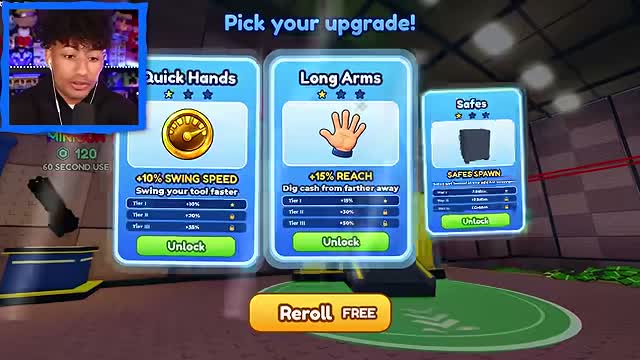 Pick your upgrade!
Quick Hands
+10% SWING SPEED
Swing your tool faster
Tier I +10%
Tier II +20%
Tier III +35%
Unlock
Long Arms
+15% REACH
Dig cash from farther away
Tier I +15%
Tier II +30%
Tier III +50%
Unlock
Safes
SAFES SPAWN
Unlock
120
60 SECOND USE
Reroll FREE